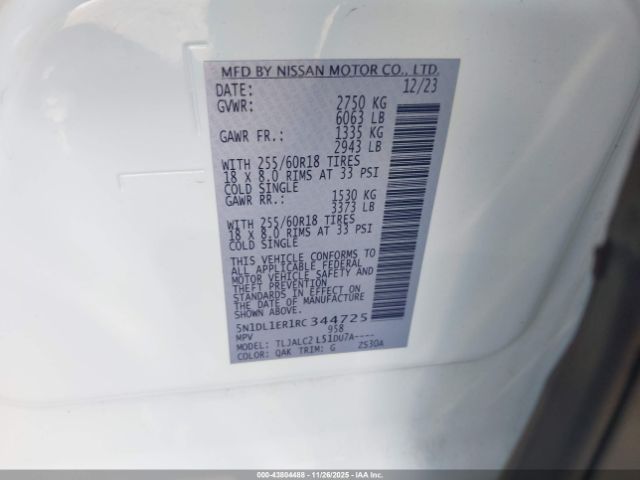 MFD BY NISSAN MOTOR CO., LTD.
DATE: 12/23
GVWR: 2750 KG
6063 LB
GAWR FR.: 1335 KG
2943 LB
WITH 255/60R18 TIRES
18 X 8.0 RIMS AT 33 PSI
COLD SINGLE
GAWR RR.: 1530 KG
3373 LB
WITH 255/60R18 TIRES
18 X 8.0 RIMS AT 33 PSI
COLD SINGLE
THIS VEHICLE CONFORMS TO
ALL APPLICABLE FEDERAL
MOTOR VEHICLE SAFETY AND
THEFT PREVENTION
STANDARDS IN EFFECT ON
THE DATE OF MANUFACTURE
SHOWN ABOVE.
5N1DL1ER1RC344725
MPV 958
MODEL: TLJALC2 L51DU7A----
COLOR: QAK TRIM: G ZS30A
000-43804488 - 11/26/2025 - IAA Inc.